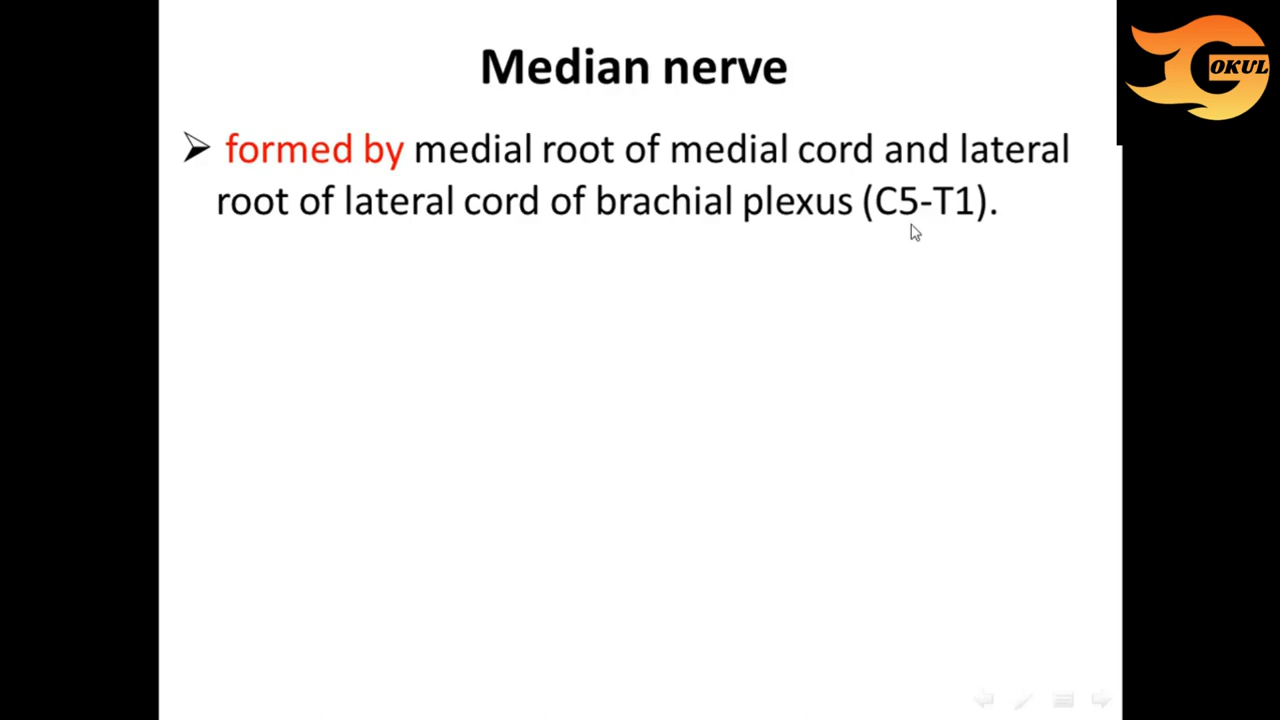 Median nerve
➢ formed by medial root of medial cord and lateral
root of lateral cord of brachial plexus (C5-T1).
GOKUL